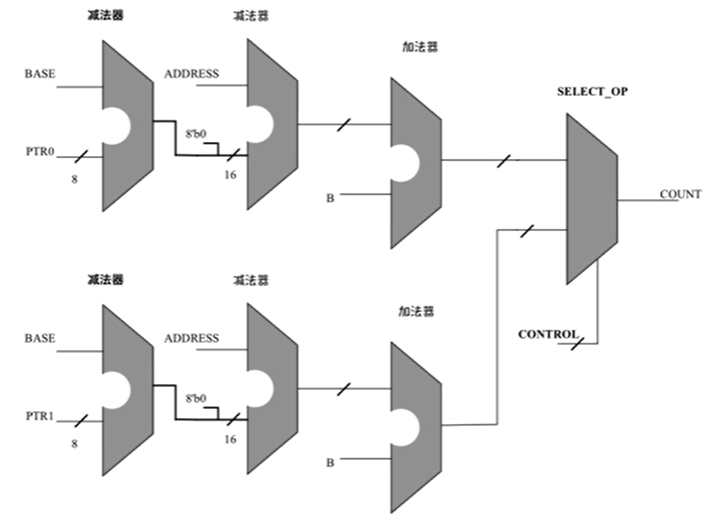 减法器
减法器
加法器
BASE
ADDRESS
SELECT_OP
8'b0
PTR0
8
16
B
COUNT
减法器
减法器
加法器
BASE
ADDRESS
CONTROL
8'b0
PTR1
8
16
B